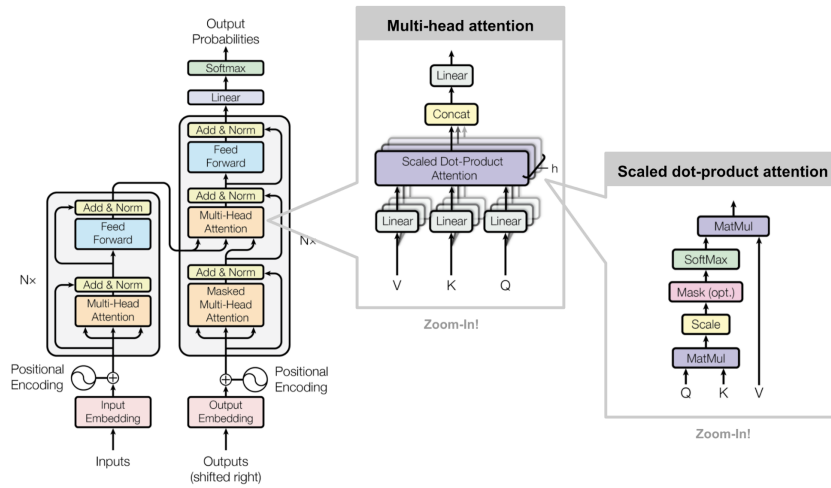 Output
Probabilities
Softmax
Linear
Add & Norm
Feed
Forward
Add & Norm
Multi-Head
Attention
Nx
Add & Norm
Masked
Multi-Head
Attention
Positional
Encoding
Output
Embedding
Outputs
(shifted right)
Add & Norm
Feed
Forward
Nx
Add & Norm
Multi-Head
Attention
Positional
Encoding
Input
Embedding
Inputs
Multi-head attention
Linear
Concat
Scaled Dot-Product
Attention
h
Linear Linear Linear
V K Q
Zoom-In!
Scaled dot-product attention
MatMul
SoftMax
Mask (opt.)
Scale
MatMul
Q K V
Zoom-In!